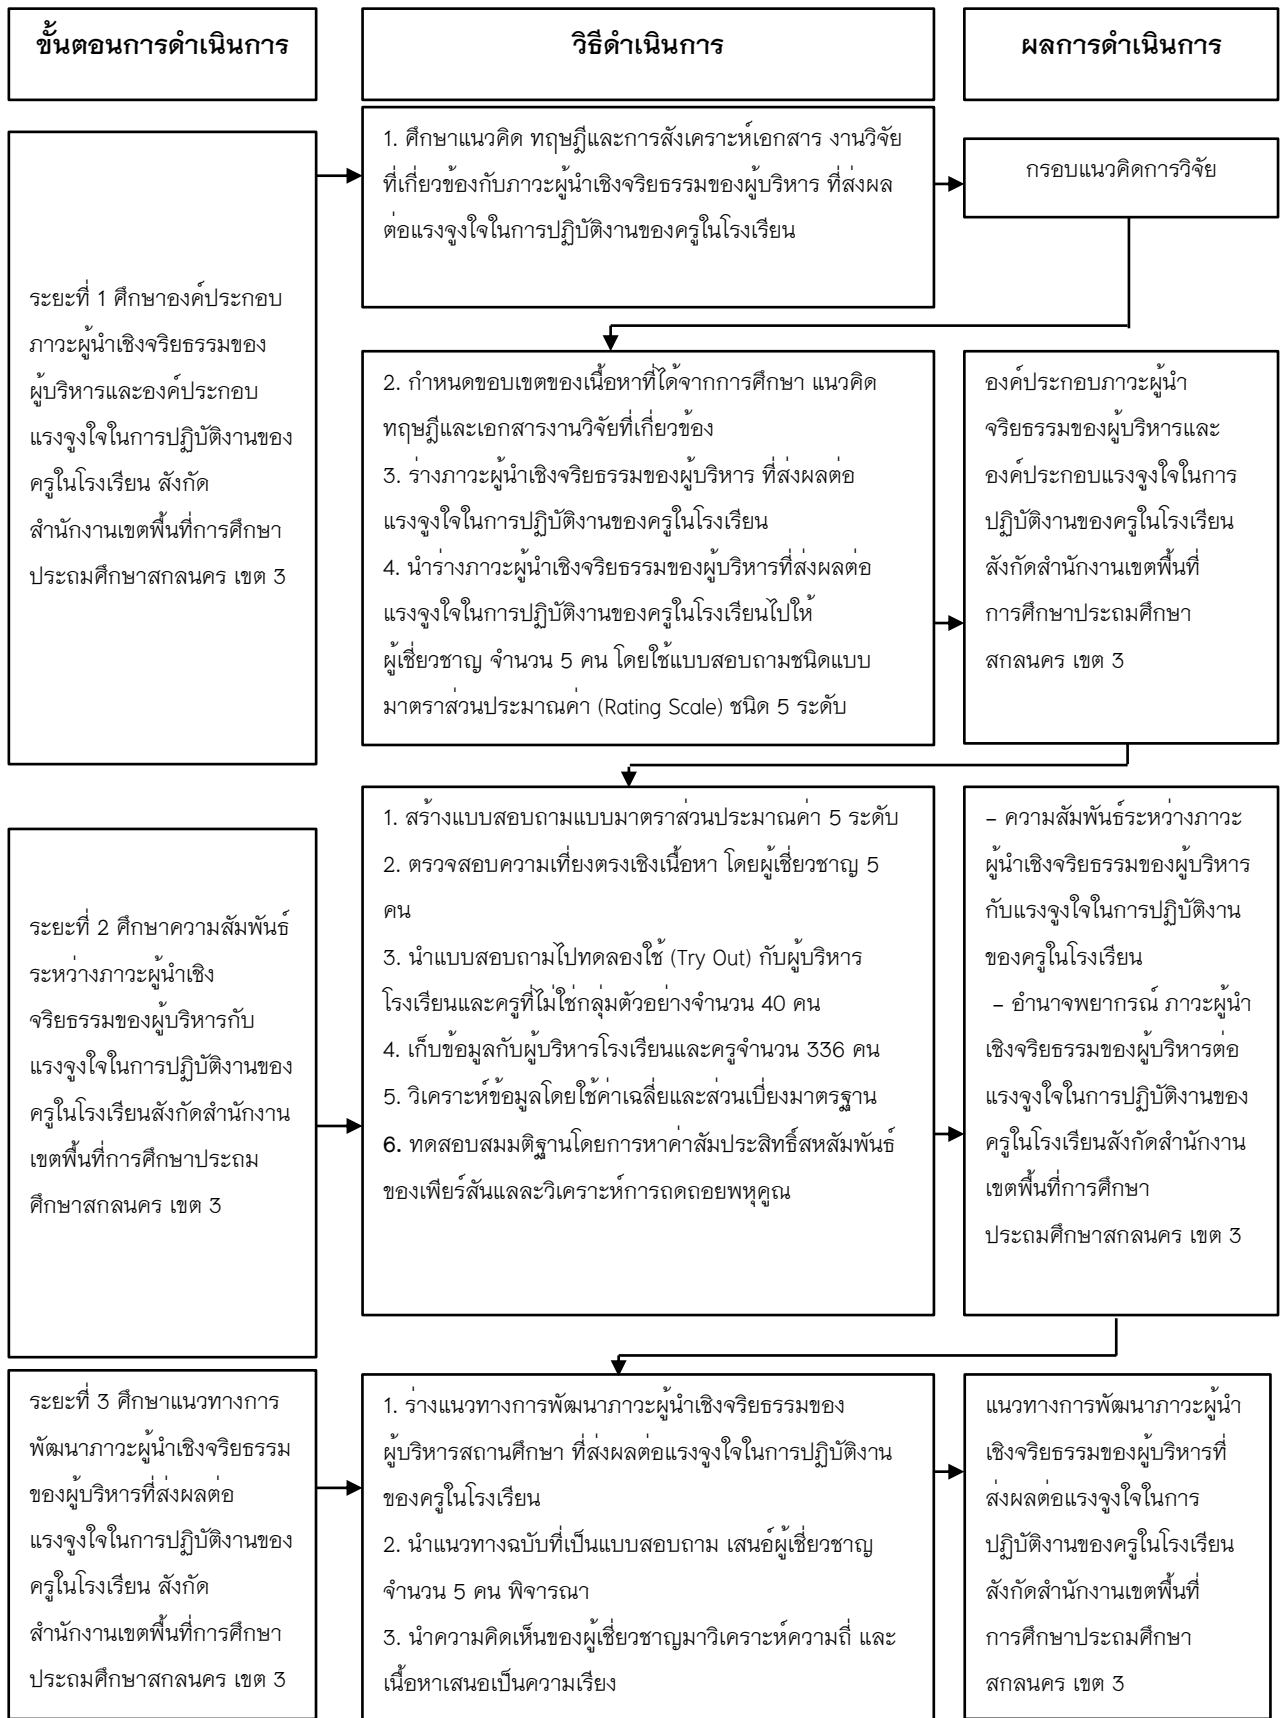 ขั้นตอนการดำเนินการ
วิธีดำเนินการ
ผลการดำเนินการ
ระยะที่ 1 ศึกษาองค์ประกอบ
ภาวะผู้นำเชิงจริยธรรมของ
ผู้บริหารและองค์ประกอบ
แรงจูงใจในการปฏิบัติงานของ
ครูในโรงเรียน สังกัด
สำนักงานเขตพื้นที่การศึกษา
ประถมศึกษาสกลนคร เขต 3
1. ศึกษาแนวคิด ทฤษฎีและการสังเคราะห์เอกสาร งานวิจัย
ที่เกี่ยวข้องกับภาวะผู้นำเชิงจริยธรรมของผู้บริหาร ที่ส่งผล
ต่อแรงจูงใจในการปฏิบัติงานของครูในโรงเรียน
กรอบแนวคิดการวิจัย
2. กำหนดขอบเขตของเนื้อหาที่ได้จากการศึกษา แนวคิด
ทฤษฎีและเอกสารงานวิจัยที่เกี่ยวข้อง
3. ร่างภาวะผู้นำเชิงจริยธรรมของผู้บริหาร ที่ส่งผลต่อ
แรงจูงใจในการปฏิบัติงานของครูในโรงเรียน
4. นำร่างภาวะผู้นำเชิงจริยธรรมของผู้บริหารที่ส่งผลต่อ
แรงจูงใจในการปฏิบัติงานของครูในโรงเรียนไปให้
ผู้เชี่ยวชาญ จำนวน 5 คน โดยใช้แบบสอบถามชนิดแบบ
มาตราส่วนประมาณค่า (Rating Scale) ชนิด 5 ระดับ
องค์ประกอบภาวะผู้นำ
จริยธรรมของผู้บริหารและ
องค์ประกอบแรงจูงใจในการ
ปฏิบัติงานของครูในโรงเรียน
สังกัดสำนักงานเขตพื้นที่
การศึกษาประถมศึกษา
สกลนคร เขต 3
ระยะที่ 2 ศึกษาความสัมพันธ์
ระหว่างภาวะผู้นำเชิง
จริยธรรมของผู้บริหารกับ
แรงจูงใจในการปฏิบัติงานของ
ครูในโรงเรียนสังกัดสำนักงาน
เขตพื้นที่การศึกษาประถม
ศึกษาสกลนคร เขต 3
1. สร้างแบบสอบถามแบบมาตราส่วนประมาณค่า 5 ระดับ
2. ตรวจสอบความเที่ยงตรงเชิงเนื้อหา โดยผู้เชี่ยวชาญ 5
คน
3. นำแบบสอบถามไปทดลองใช้ (Try Out) กับผู้บริหาร
โรงเรียนและครูที่ไม่ใช่กลุ่มตัวอย่างจำนวน 40 คน
4. เก็บข้อมูลกับผู้บริหารโรงเรียนและครูจำนวน 336 คน
5. วิเคราะห์ข้อมูลโดยใช้ค่าเฉลี่ยและส่วนเบี่ยงมาตรฐาน
6. ทดสอบสมมติฐานโดยการหาค่าสัมประสิทธิ์สหสัมพันธ์
ของเพียร์สันแลละวิเคราะห์การถดถอยพหุคูณ
– ความสัมพันธ์ระหว่างภาวะ
ผู้นำเชิงจริยธรรมของผู้บริหาร
กับแรงจูงใจในการปฏิบัติงาน
ของครูในโรงเรียน
– อำนาจพยากรณ์ ภาวะผู้นำ
เชิงจริยธรรมของผู้บริหารต่อ
แรงจูงใจในการปฏิบัติงานของ
ครูในโรงเรียนสังกัดสำนักงาน
เขตพื้นที่การศึกษา
ประถมศึกษาสกลนคร เขต 3
ระยะที่ 3 ศึกษาแนวทางการ
พัฒนาภาวะผู้นำเชิงจริยธรรม
ของผู้บริหารที่ส่งผลต่อ
แรงจูงใจในการปฏิบัติงานของ
ครูในโรงเรียน สังกัด
สำนักงานเขตพื้นที่การศึกษา
ประถมศึกษาสกลนคร เขต 3
1. ร่างแนวทางการพัฒนาภาวะผู้นำเชิงจริยธรรมของ
ผู้บริหารสถานศึกษา ที่ส่งผลต่อแรงจูงใจในการปฏิบัติงาน
ของครูในโรงเรียน
2. นำแนวทางฉบับที่เป็นแบบสอบถาม เสนอ์ผู้เชี่ยวชาญ
จำนวน 5 คน พิจารณา
3. นำความคิดเห็นของผู้เชี่ยวชาญมาวิเคราะห์ความถี่ และ
เนื้อหาเสนอเป็นความเรียง
แนวทางการพัฒนาภาวะผู้นำ
เชิงจริยธรรมของผู้บริหารที่
ส่งผลต่อแรงจูงใจในการ
ปฏิบัติงานของครูในโรงเรียน
สังกัดสำนักงานเขตพื้นที่
การศึกษาประถมศึกษา
สกลนคร เขต 3